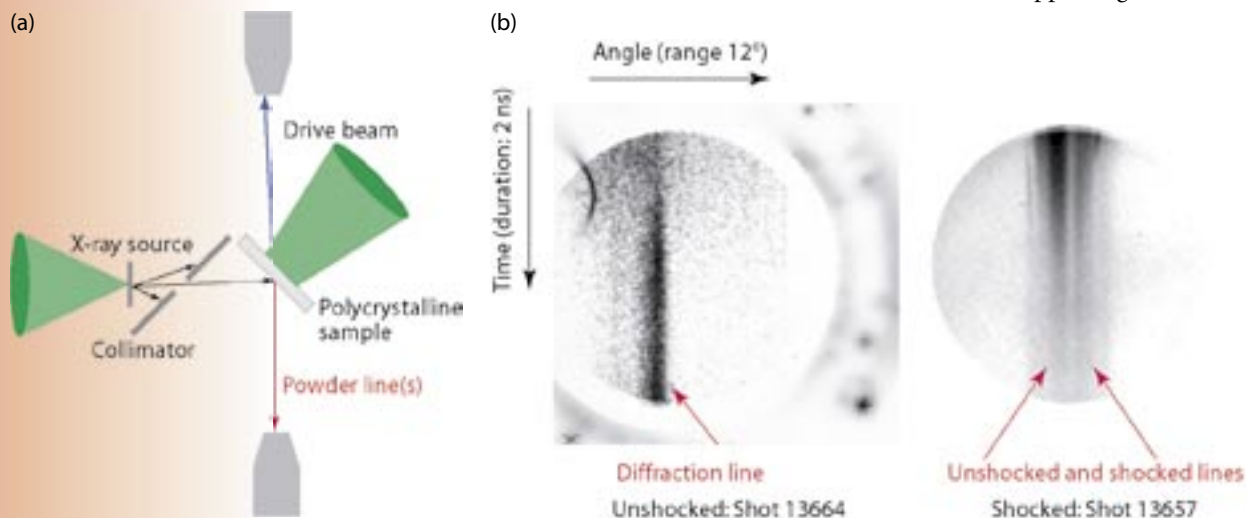 (a)
Drive beam
X-ray source
Collimator
Polycrystalline
sample
Powder line(s)
(b)
Angle (range 12°)
Time (duration: 2 ns)
Diffraction line
Unshocked: Shot 13664
Unshocked and shocked lines
Shocked: Shot 13657